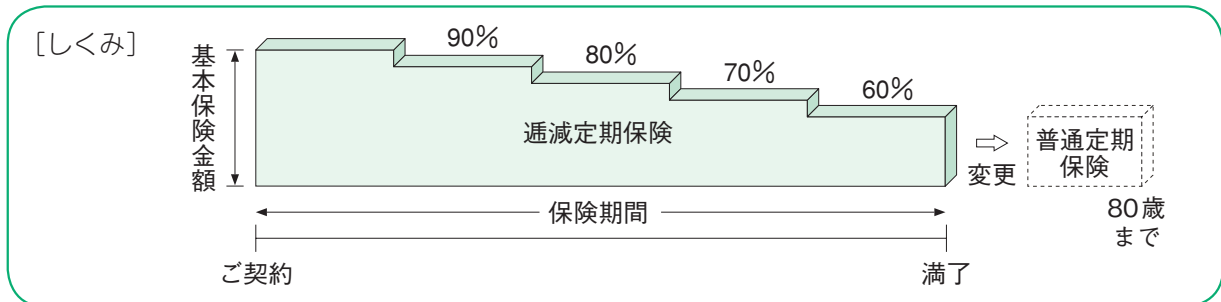 ［しくみ］
基本保険金額
90％
80％
70％
60％
逓減定期保険
変更
普通定期
保険
80歳
まで
保険期間
ご契約
満了